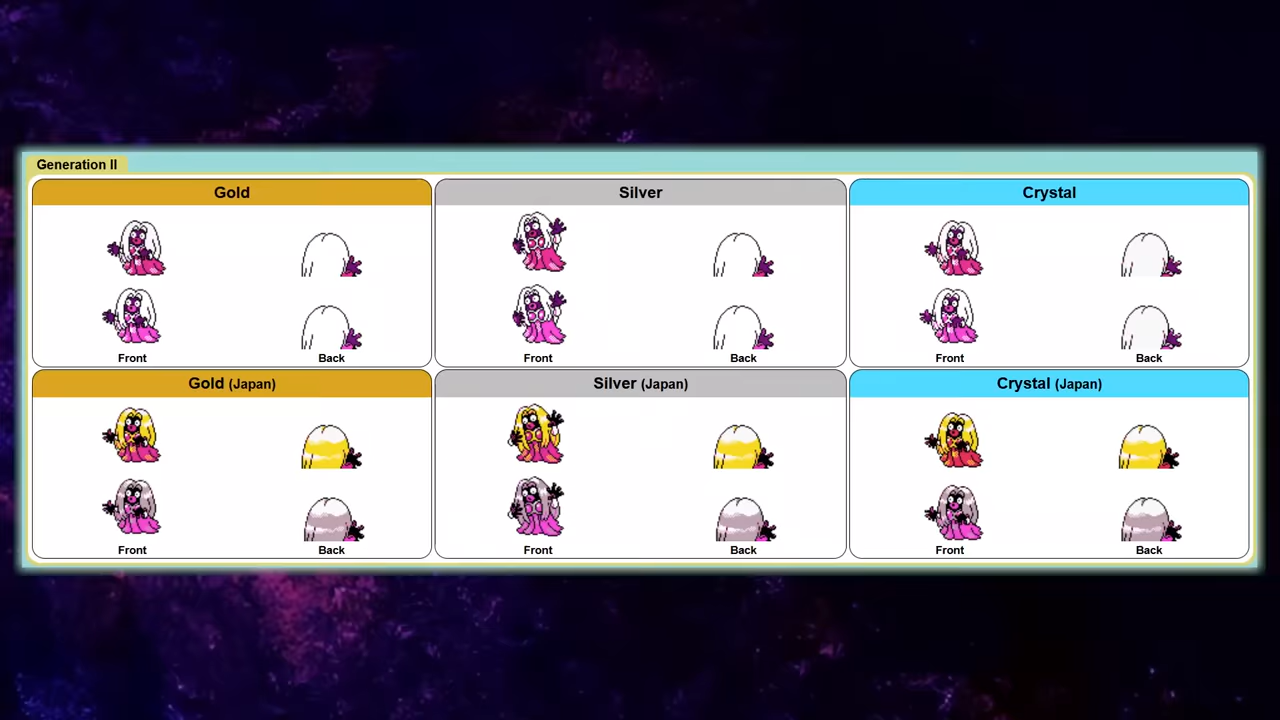 Generation II
Gold
Silver
Crystal
Front
Back
Front
Back
Front
Back
Gold (Japan)
Silver (Japan)
Crystal (Japan)
Front
Back
Front
Back
Front
Back